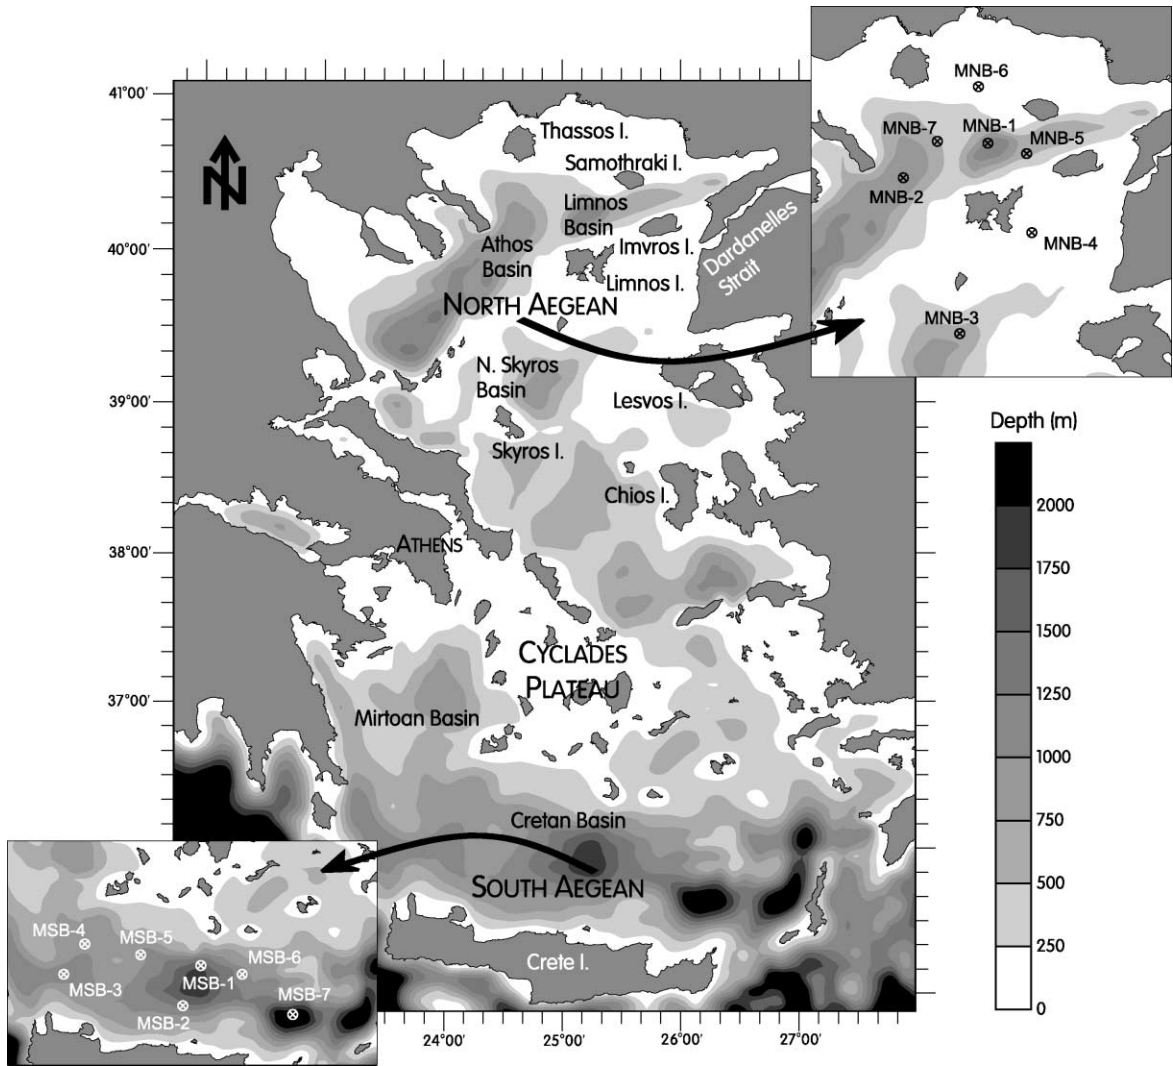 MNB-6
MNB-7
MNB-1
MNB-5
MNB-2
MNB-4
MNB-3
41°00'
40°00'
39°00'
38°00'
37°00'
N
Thassos I.
Samothraki I.
Limnos
Basin
Athos
Basin
Imvros I.
Limnos I.
Dardanelles
Strait
NORTH AEGEAN
N. Skyros
Basin
Lesvos I.
Skyros I.
Chios I.
ATHENS
CYCLADES
PLATEAU
Mirtoan Basin
Cretan Basin
SOUTH AEGEAN
Crete I.
Depth (m)
2000
1750
1500
1250
1000
750
500
250
0
MSB-4
MSB-5
MSB-6
MSB-3
MSB-1
MSB-7
MSB-2
24°00'
25°00'
26°00'
27°00'